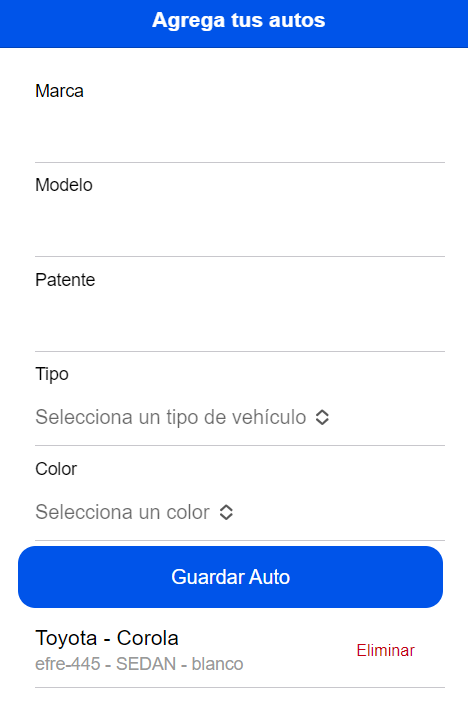 Agrega tus autos
Marca
Modelo
Patente
Tipo
Selecciona un tipo de vehículo
Color
Selecciona un color
Guardar Auto
Toyota - Corola
Eliminar
efre-445 - SEDAN - blanco